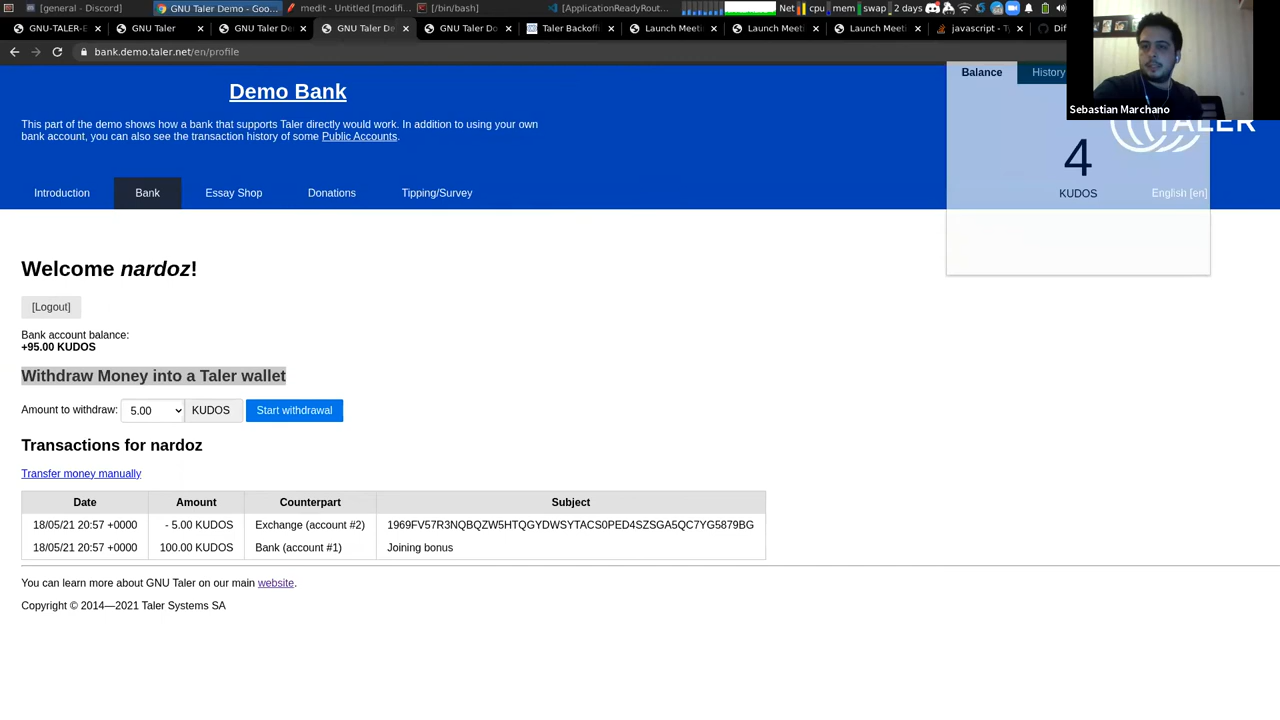 [general - Discord]
GNU Taler Demo - Goo...
medit - Untitled [modifi...
[/bin/bash]
[ApplicationReadyRout...
Net
cpu
mem
swap
2 days
GNU-TALER-E
GNU Taler
GNU Taler De
GNU Taler De
GNU Taler Do
Taler Backoffi
Launch Meeti
Launch Meeti
Launch Meeti
javascript - Ty
Dif
bank.demo.taler.net/en/profile
Demo Bank
This part of the demo shows how a bank that supports Taler directly would work. In addition to using your own
bank account, you can also see the transaction history of some Public Accounts.
Balance
History
Sebastian Marchano
TALER
4
KUDOS
Introduction
Bank
Essay Shop
Donations
Tipping/Survey
English [en]
Welcome nardoz!
[Logout]
Bank account balance:
+95.00 KUDOS
Withdraw Money into a Taler wallet
Amount to withdraw: 5.00 KUDOS Start withdrawal
Transactions for nardoz
Transfer money manually
Date Amount Counterpart Subject
18/05/21 20:57 +0000 - 5.00 KUDOS Exchange (account #2) 1969FV57R3NQBQZW5HTQGYDWSYTACS0PED4SZSGA5QC7YG5879BG
18/05/21 20:57 +0000 100.00 KUDOS Bank (account #1) Joining bonus
You can learn more about GNU Taler on our main website.
Copyright © 2014—2021 Taler Systems SA